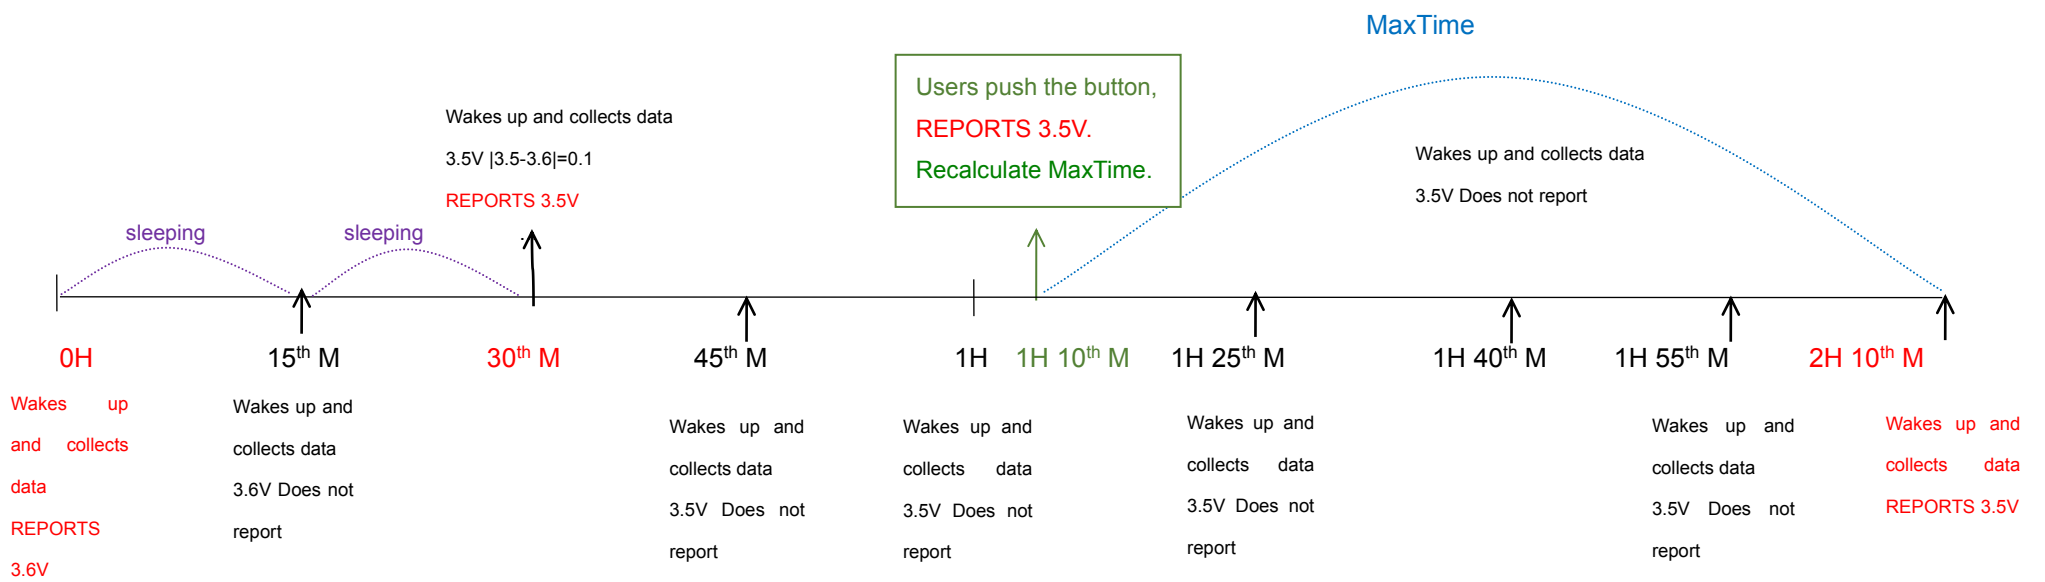 MaxTime
Users push the button,
REPORTS 3.5V.
Recalculate MaxTime.
Wakes up and collects data
3.5V |3.5-3.6|=0.1
REPORTS 3.5V
Wakes up and collects data
3.5V Does not report
sleeping
sleeping
0H
15th M
30th M
45th M
1H
1H 10th M
1H 25th M
1H 40th M
1H 55th M
2H 10th M
Wakes up
and collects
data
REPORTS
3.6V
Wakes up and
collects data
3.6V Does not
report
Wakes up and
collects data
3.5V Does not
report
Wakes up and
collects data
3.5V Does not
report
Wakes up and
collects data
3.5V Does not
report
Wakes up and
collects data
3.5V Does not
report
Wakes up and
collects data
REPORTS 3.5V